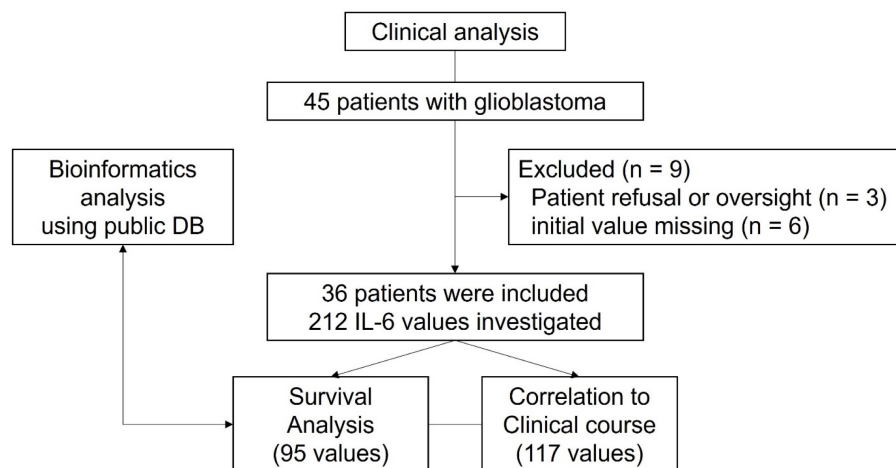 Clinical analysis
45 patients with glioblastoma
Bioinformatics
analysis
using public DB
Excluded (n = 9)
Patient refusal or oversight (n = 3)
initial value missing (n = 6)
36 patients were included
212 IL-6 values investigated
Survival
Analysis
(95 values)
Correlation to
Clinical course
(117 values)